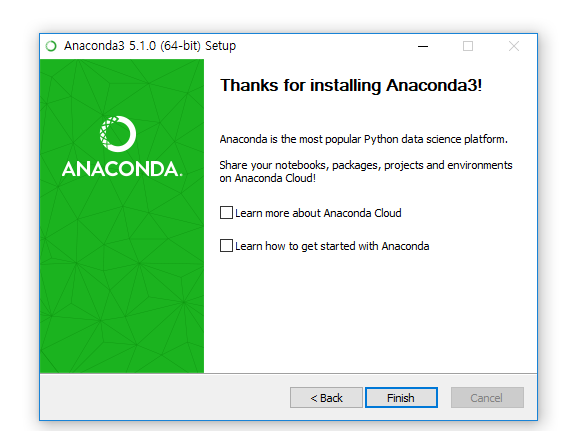 Anaconda3 5.1.0 (64-bit) Setup
ANACONDA.
Thanks for installing Anaconda3!
Anaconda is the most popular Python data science platform.
Share your notebooks, packages, projects and environments
on Anaconda Cloud!
Learn more about Anaconda Cloud
Learn how to get started with Anaconda
< Back
Finish
Cancel